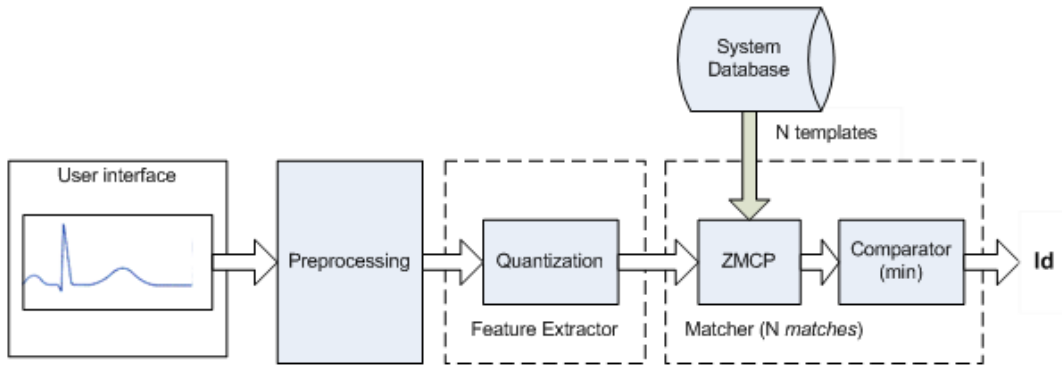 System
Database
N templates
User interface
Preprocessing
Quantization
Feature Extractor
ZMCP
Comparator
(min)
Matcher (N matches)
Id